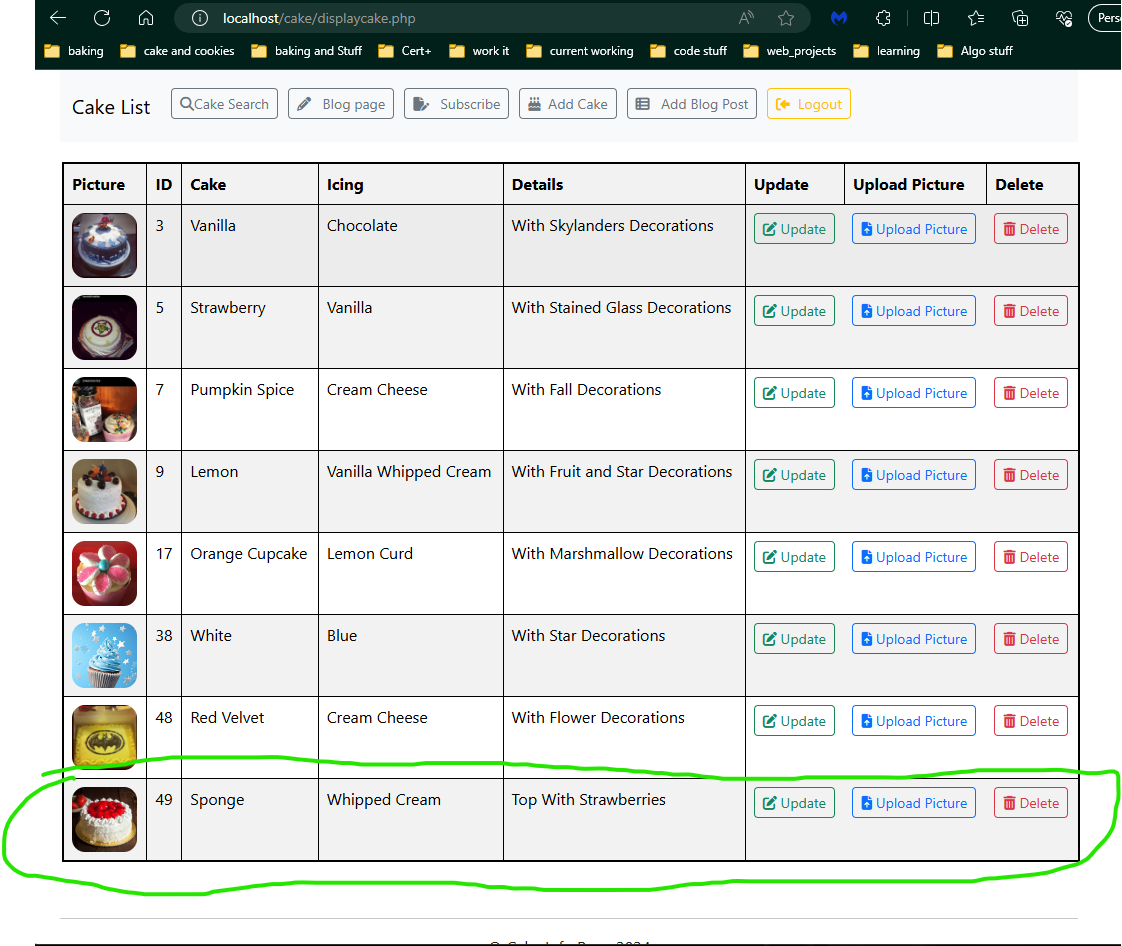 localhost/cake/displaycake.php
Pers
baking cake and cookies baking and Stuff Cert+ work it current working code stuff web_projects learning Algo stuff
Cake List Cake Search Blog page Subscribe Add Cake Add Blog Post Logout
Picture ID Cake Icing Details Update Upload Picture Delete
3 Vanilla Chocolate With Skylanders Decorations Update Upload Picture Delete
5 Strawberry Vanilla With Stained Glass Decorations Update Upload Picture Delete
7 Pumpkin Spice Cream Cheese With Fall Decorations Update Upload Picture Delete
9 Lemon Vanilla Whipped Cream With Fruit and Star Decorations Update Upload Picture Delete
17 Orange Cupcake Lemon Curd With Marshmallow Decorations Update Upload Picture Delete
38 White Blue With Star Decorations Update Upload Picture Delete
48 Red Velvet Cream Cheese With Flower Decorations Update Upload Picture Delete
49 Sponge Whipped Cream Top With Strawberries Update Upload Picture Delete